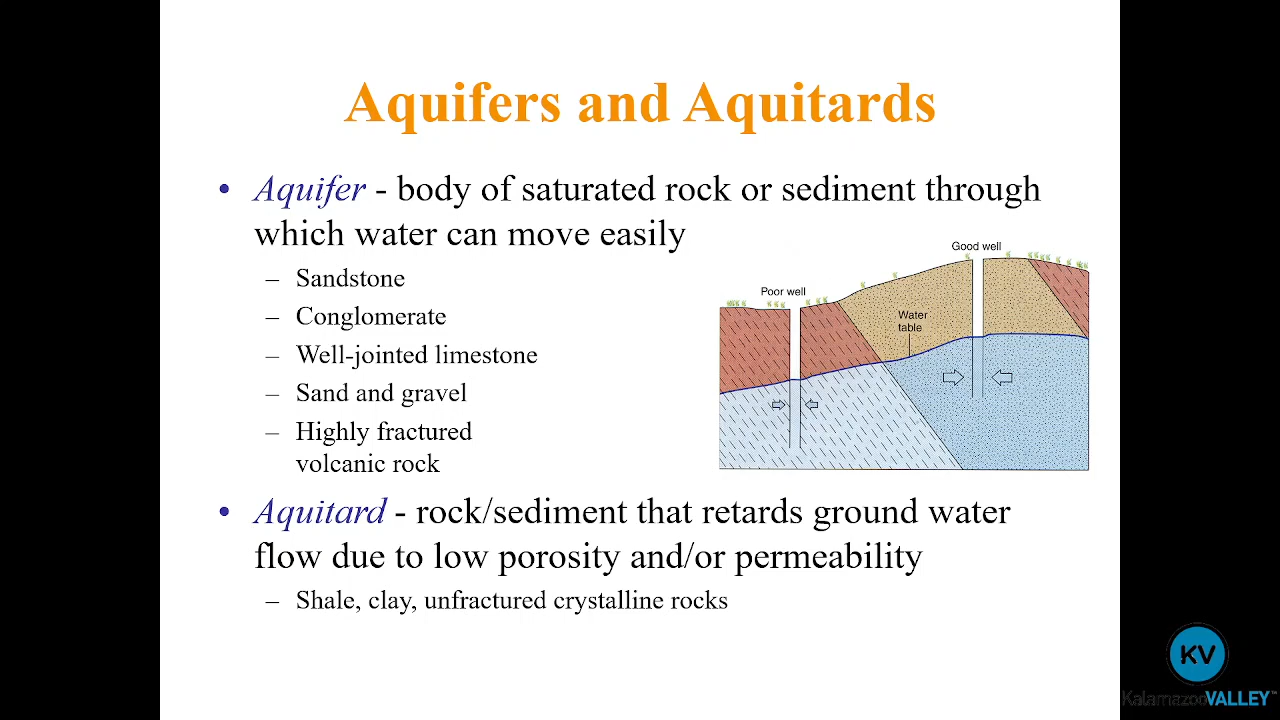 Aquifers and Aquitards
• Aquifer - body of saturated rock or sediment through
which water can move easily
– Sandstone
– Conglomerate
– Well-jointed limestone
– Sand and gravel
– Highly fractured
volcanic rock
Good well
Poor well
Water
table
• Aquitard - rock/sediment that retards ground water
flow due to low porosity and/or permeability
– Shale, clay, unfractured crystalline rocks
KV
KalamazooVALLEY™